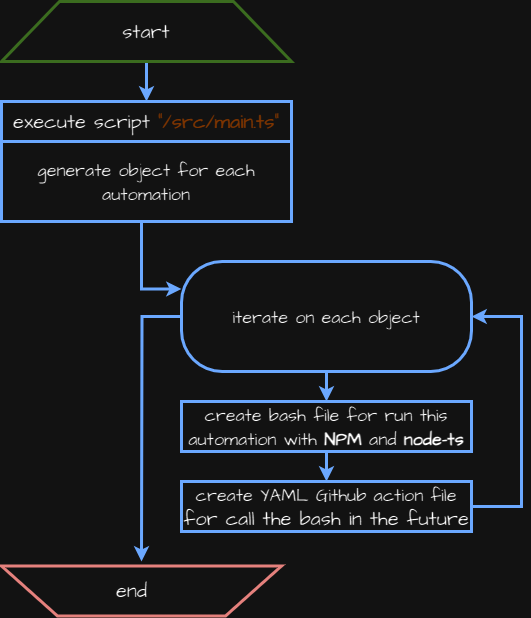 start
execute script "/src/main.ts"
generate object for each
automation
iterate on each object
create bash file for run this
automation with NPM and node-ts
create YAML Github action file
for call the bash in the future
end